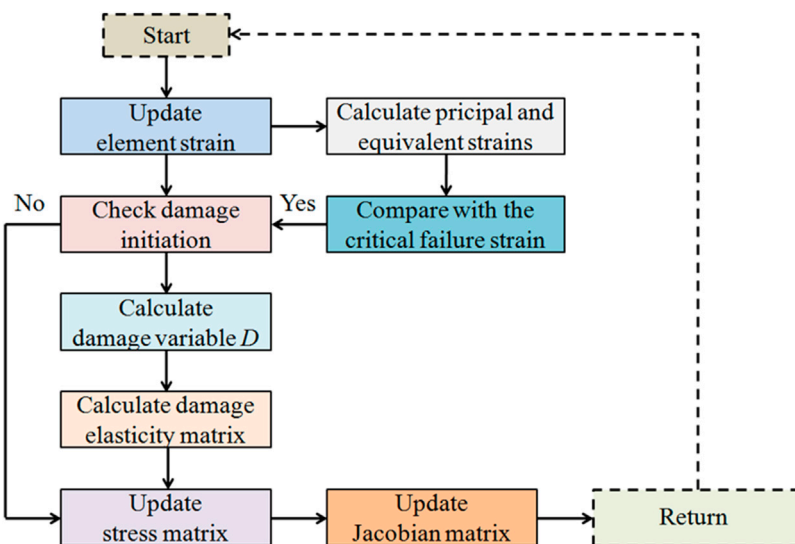 Start
Update
element strain
Calculate pricipal and
equivalent strains
No
Check damage
initiation
Yes
Compare with the
critical failure strain
Calculate
damage variable D
Calculate damage
elasticity matrix
Update
stress matrix
Update
Jacobian matrix
Return